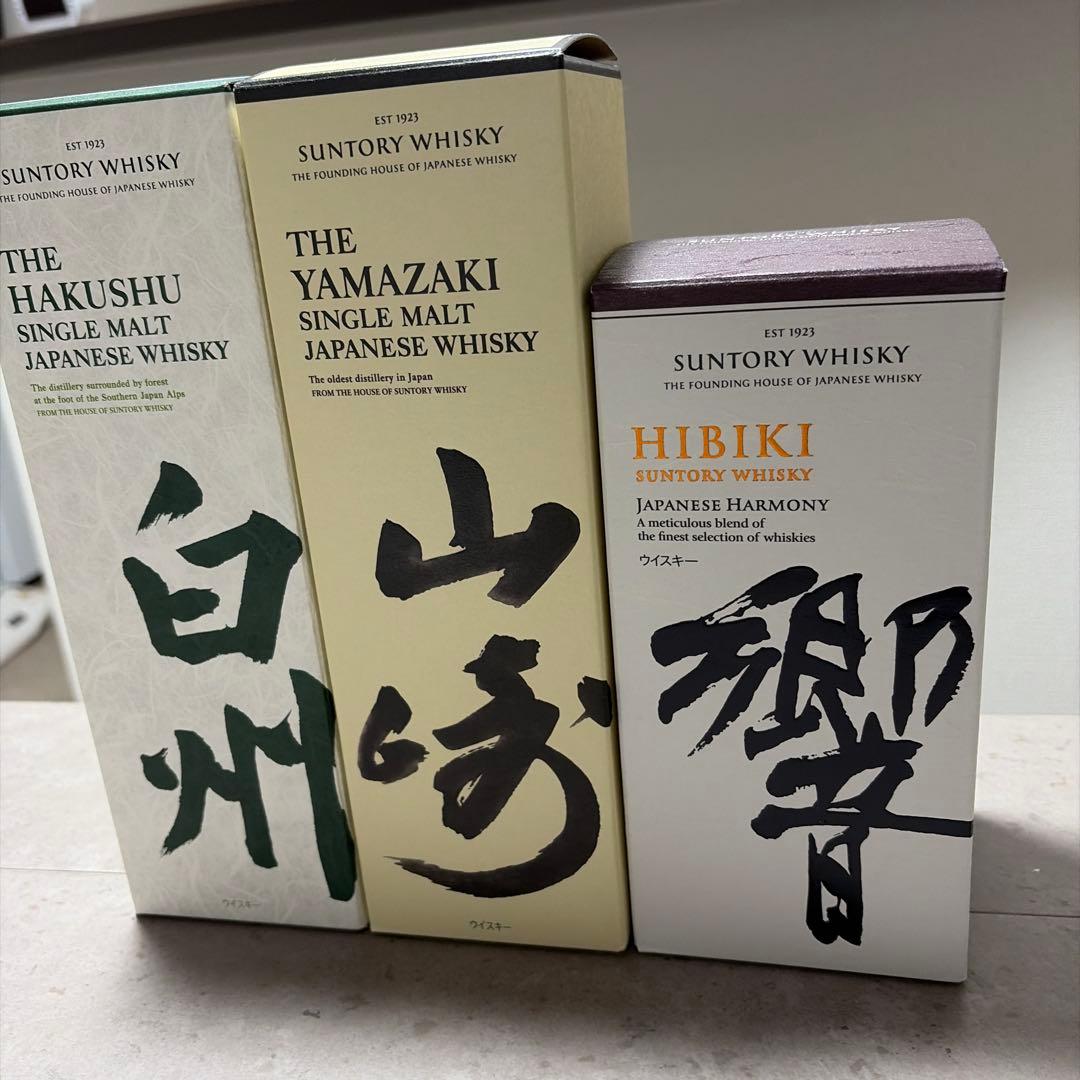 EST 1923
SUNTORY WHISKY
THE FOUNDING HOUSE OF JAPANESE WHISKY
THE
HAKUSHU
SINGLE MALT
JAPANESE WHISKY
The distillery surrounded by forest
at the foot of the Southern Japan Alps
FROM THE HOUSE OF SUNTORY WHISKY
白
州
ウイスキー
EST 1923
SUNTORY WHISKY
THE FOUNDING HOUSE OF JAPANESE WHISKY
THE
YAMAZAKI
SINGLE MALT
JAPANESE WHISKY
The oldest distillery in Japan
FROM THE HOUSE OF SUNTORY WHISKY
山
崎
ウイスキー
SUNTORY WHISKY
EST 1923
SUNTORY WHISKY
THE FOUNDING HOUSE OF JAPANESE WHISKY
HIBIKI
SUNTORY WHISKY
JAPANESE HARMONY
A meticulous blend of
the finest selection of whiskies
ウイスキー
響